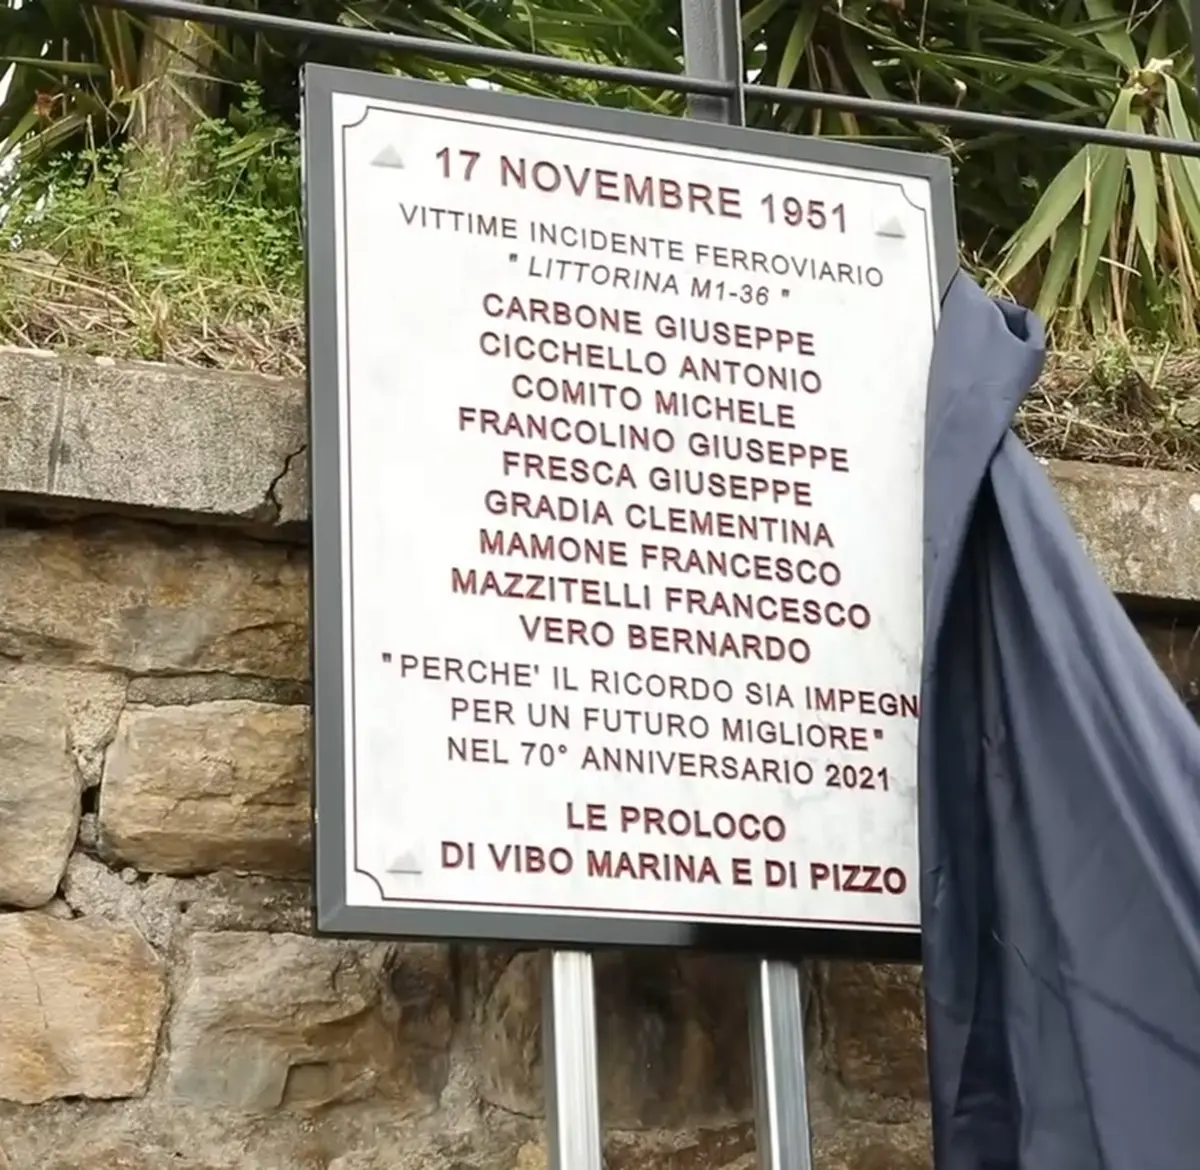 17 NOVEMBRE 1951
VITTIME INCIDENTE FERROVIARIO
" LITTORINA M1-36 "
CARBONE GIUSEPPE
CICCHELLO ANTONIO
COMITO MICHELE
FRANCOLINO GIUSEPPE
FRESCA GIUSEPPE
GRADIA CLEMENTINA
MAMONE FRANCESCO
MAZZITELLI FRANCESCO
VERO BERNARDO
"PERCHE' IL RICORDO SIA IMPEGN
PER UN FUTURO MIGLIORE"
NEL 70° ANNIVERSARIO 2021
LE PROLOCO
DI VIBO MARINA E DI PIZZO